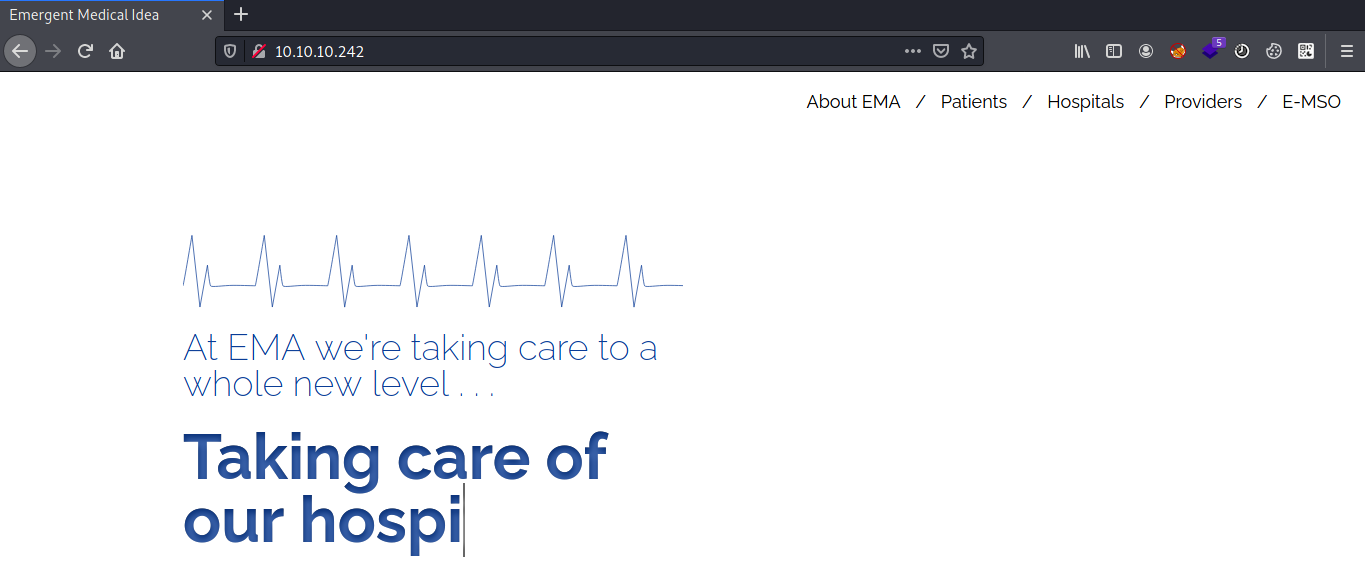 Emergent Medical Idea
10.10.10.242
5
About EMA / Patients / Hospitals / Providers / E-MSO
At EMA we're taking care to a
whole new level . . .
Taking care of
our hospi